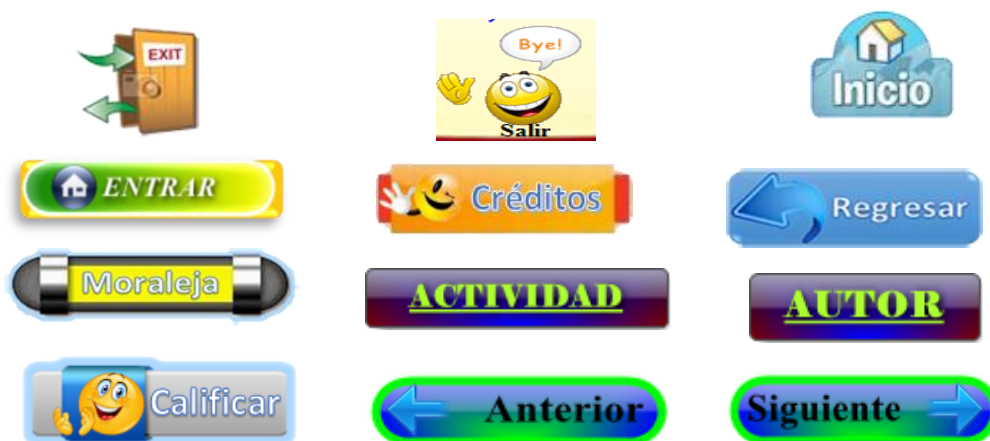 EXIT
Bye!
Salir
Inicio
ENTRAR
Créditos
Regresar
Moraleja
ACTIVIDAD
AUTOR
Calificar
Anterior
Siguiente